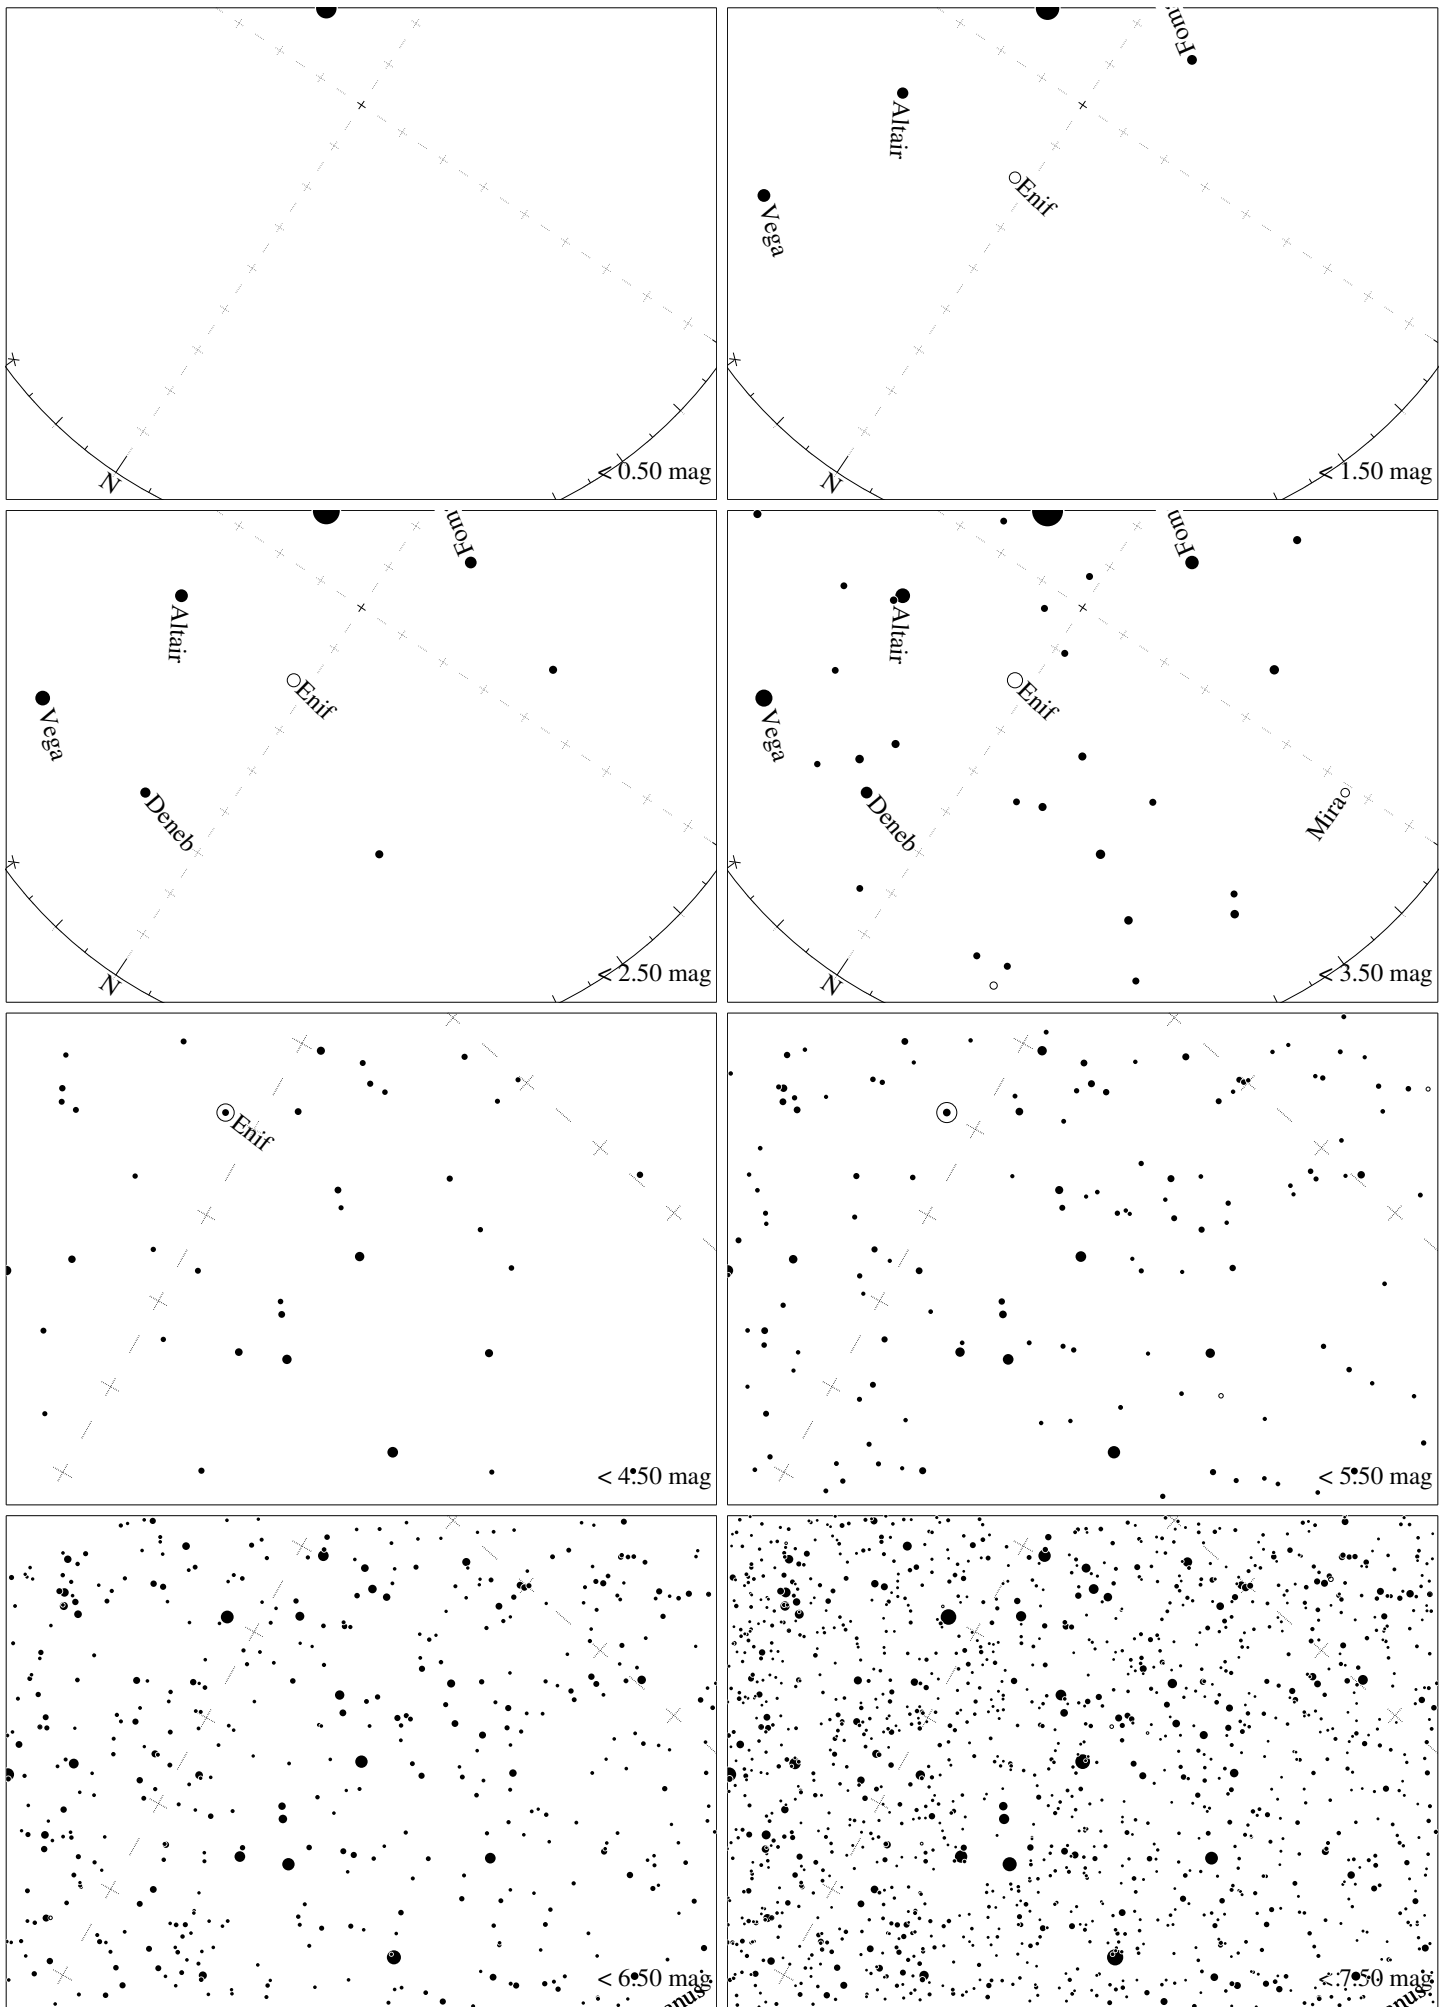 N
< 0.50 mag
Fom
Altair
Enif
Vega
N
< 1.50 mag
Fom
Altair
Enif
Vega
Deneb
N
< 2.50 mag
Fom
Altair
Enif
Vega
Mira
Deneb
N
< 3.50 mag
Enif
< 4.50 mag
< 5.50 mag
< 6.50 mag
anus
< 7.50 mag
anus